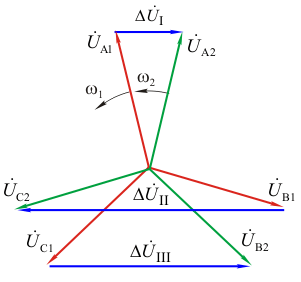 ΔU̇I
U̇A1 U̇A2
ω1 ω2
U̇C2 ΔU̇II U̇B1
U̇C1 U̇B2
ΔU̇III